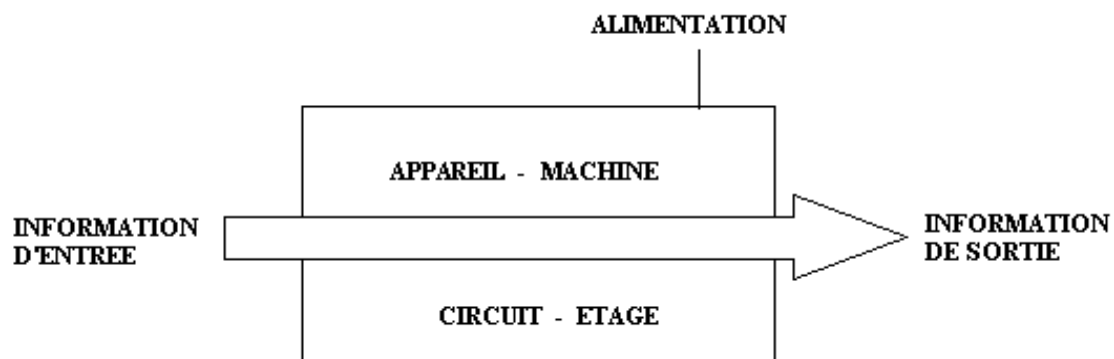 ALIMENTATION
APPAREIL - MACHINE
INFORMATION
D'ENTREE
INFORMATION
DE SORTIE
CIRCUIT - ETAGE